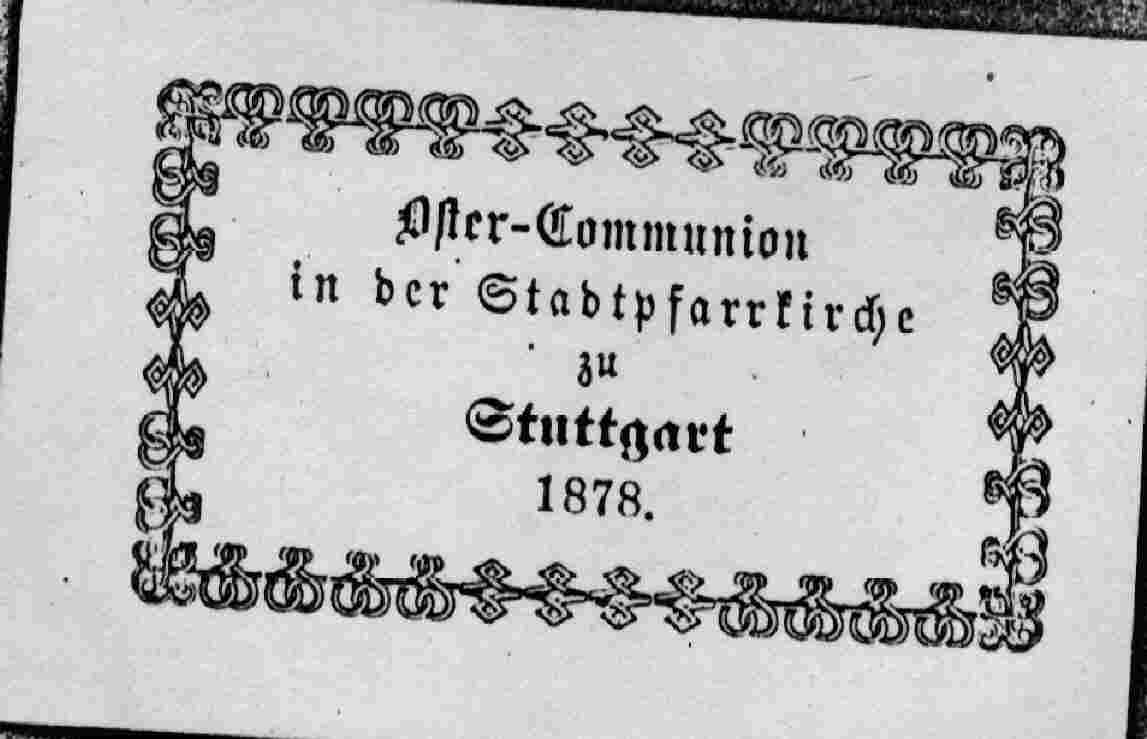 Oster-Communion
in der Stadtpfarrkirche
zu
Stuttgart
1878.